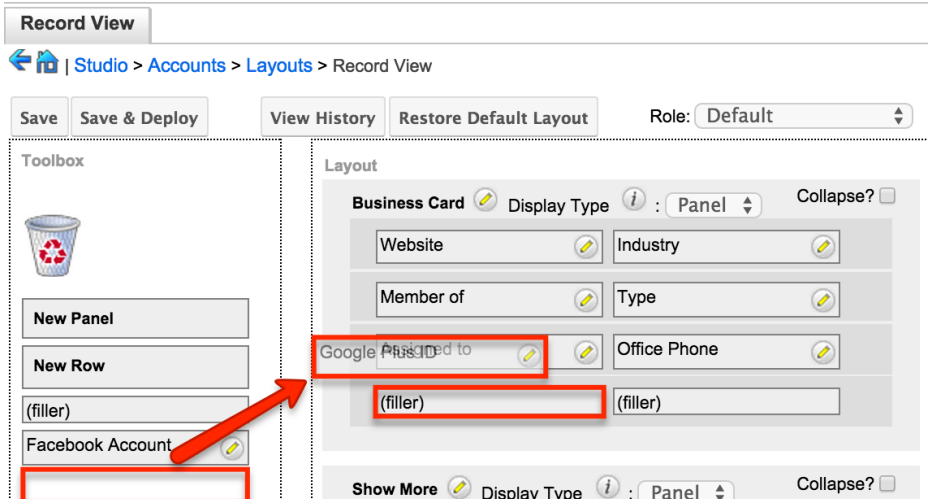 Record View
| Studio > Accounts > Layouts > Record View
Save Save & Deploy View History Restore Default Layout Role: Default
Toolbox
Layout
Business Card Display Type i : Panel Collapse?
Website Industry
Member of Type
New Panel
Google Plus ID Assigned to Office Phone
New Row
(filler) (filler)
(filler)
Facebook Account
Show More Display Type i : Panel Collapse?